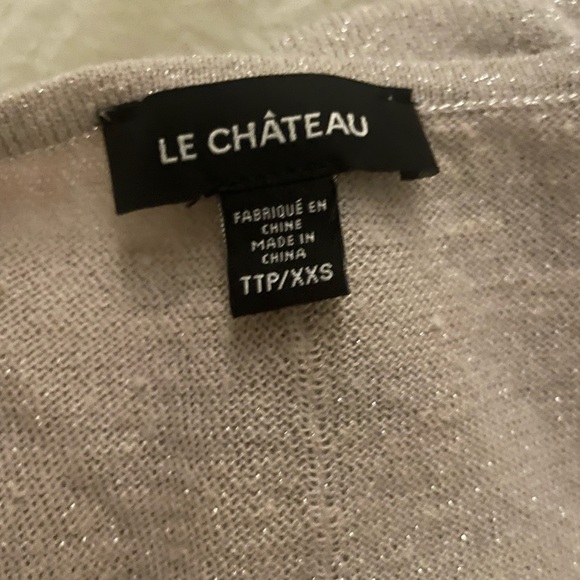 LE CHÂTEAU
FABRIQUÉ EN
CHINE
MADE IN
CHINA
TTP/XXS